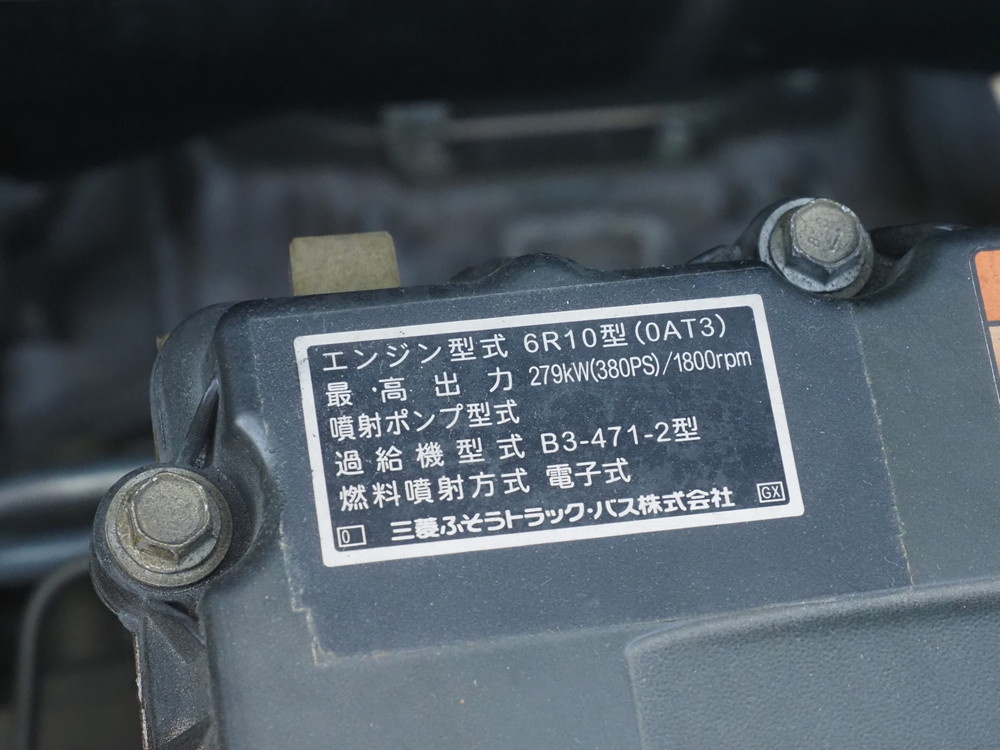 エンジン型式 6R10型(0AT3)
最高出力 279kW(380PS)/1800rpm
噴射ポンプ型式
過給機型式 B3-471-2型
燃料噴射方式 電子式
0 三菱ふそうトラック・バス株式会社 GX